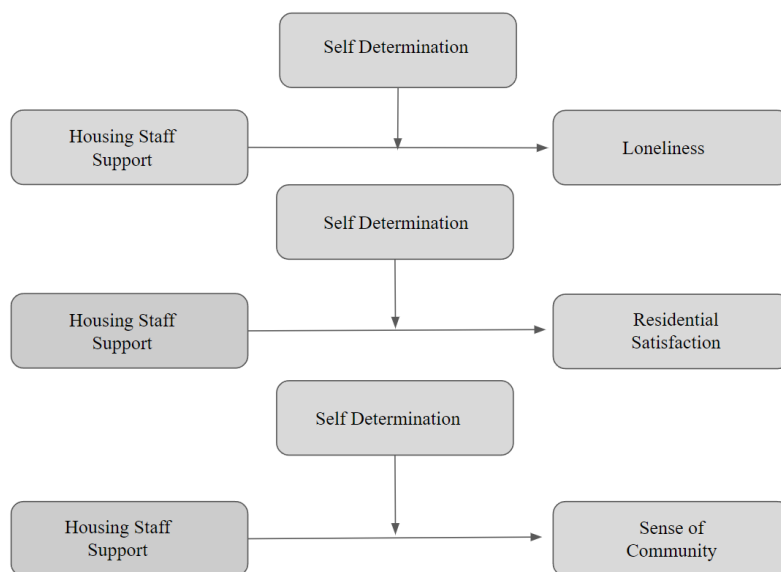 Self Determination
Housing Staff
Support
Loneliness
Self Determination
Housing Staff
Support
Residential
Satisfaction
Self Determination
Housing Staff
Support
Sense of
Community